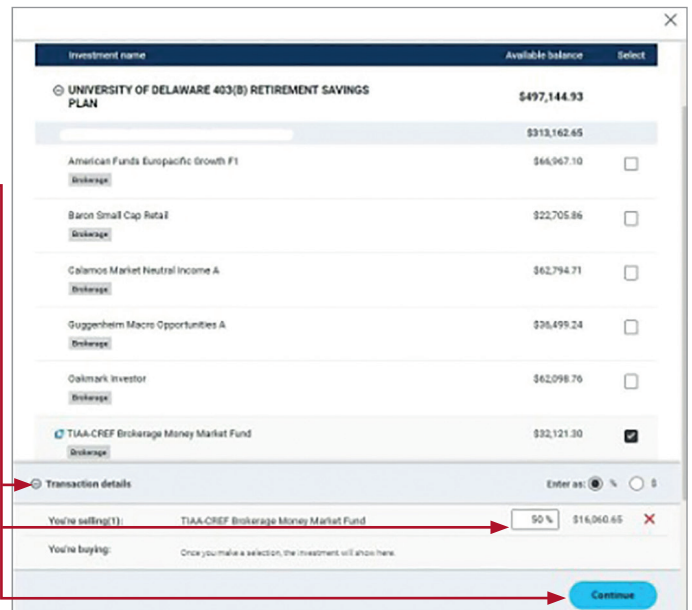 Investment name Available balance Select
UNIVERSITY OF DELAWARE 403(B) RETIREMENT SAVINGS
PLAN
$497,144.93
$313,162.65
American Funds Europacific Growth F1 $66,967.10
Brokerage
Baron Small Cap Retail $22,705.86
Brokerage
Calamos Market Neutral Income A $62,794.71
Brokerage
Guggenheim Macro Opportunities A $36,499.24
Brokerage
Oakmark Investor $62,098.76
Brokerage
TIAA-CREF Brokerage Money Market Fund $32,121.30
Brokerage
Transaction details Enter as: % $
You're selling(1): TIAA-CREF Brokerage Money Market Fund 50 % $16,060.65
You're buying: Once you make a selection, the investment will show here.
Continue